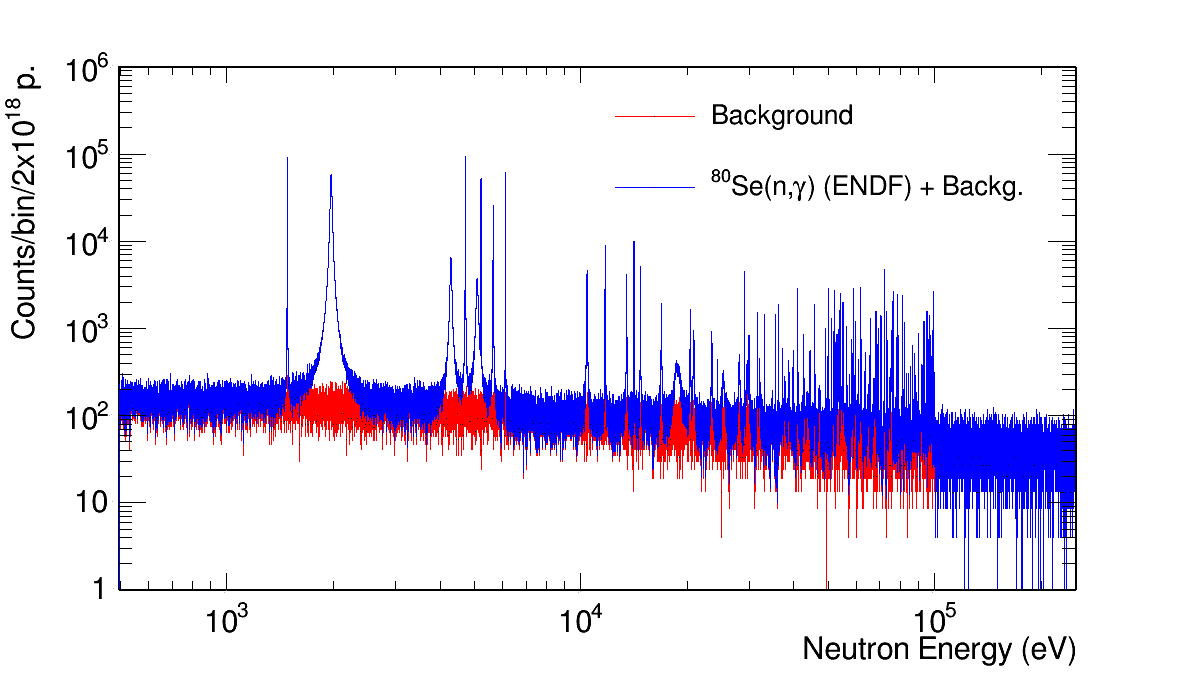 Counts/bin/2x10^18 p.
10^6
10^5
10^4
10^3
10^2
10
1
Background
^80Se(n,γ) (ENDF) + Backg.
10^3 10^4 10^5
Neutron Energy (eV)